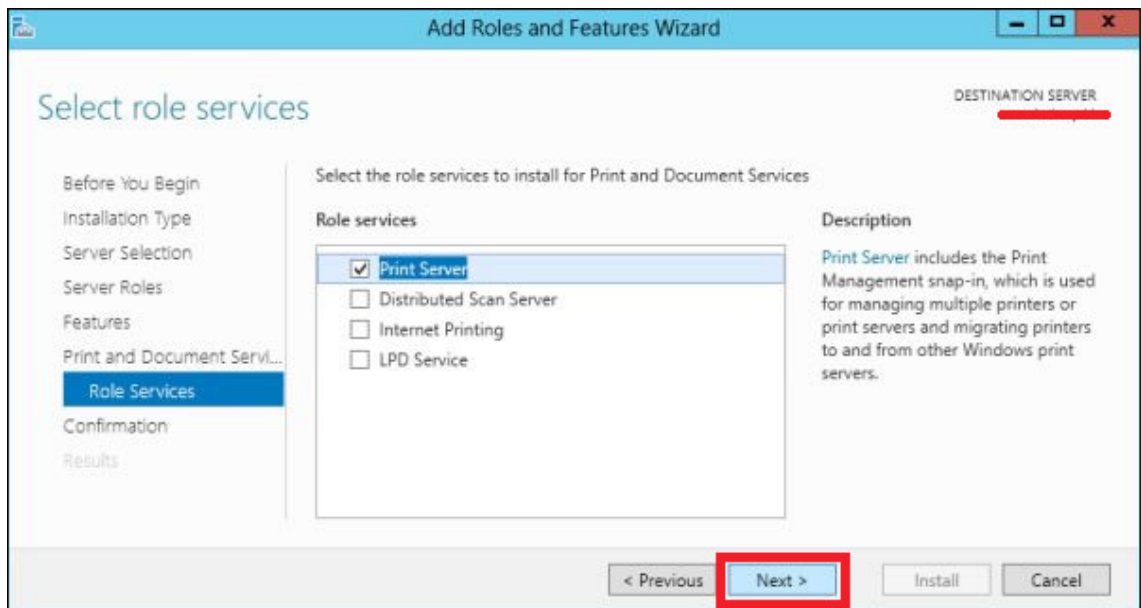 Add Roles and Features Wizard
Select role services
DESTINATION SERVER
Before You Begin
Installation Type
Server Selection
Server Roles
Features
Print and Document Servi...
Role Services
Confirmation
Results
Select the role services to install for Print and Document Services
Role services
Print Server
Distributed Scan Server
Internet Printing
LPD Service
Description
Print Server includes the Print
Management snap-in, which is used
for managing multiple printers or
print servers and migrating printers
to and from other Windows print
servers.
< Previous
Next >
Install
Cancel